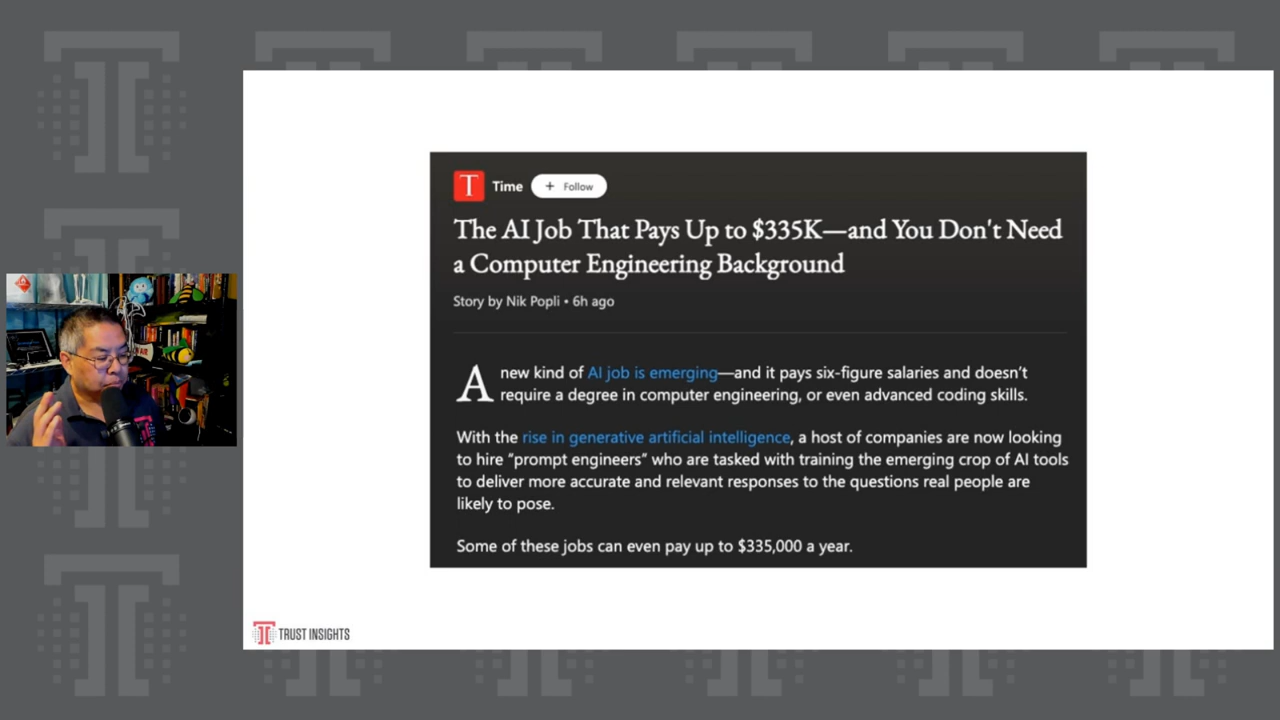 T Time + Follow
The AI Job That Pays Up to $335K—and You Don't Need
a Computer Engineering Background
Story by Nik Popli • 6h ago
A new kind of AI job is emerging—and it pays six-figure salaries and doesn't
require a degree in computer engineering, or even advanced coding skills.
With the rise in generative artificial intelligence, a host of companies are now looking
to hire "prompt engineers" who are tasked with training the emerging crop of AI tools
to deliver more accurate and relevant responses to the questions real people are
likely to pose.
Some of these jobs can even pay up to $335,000 a year.
TRUST INSIGHTS